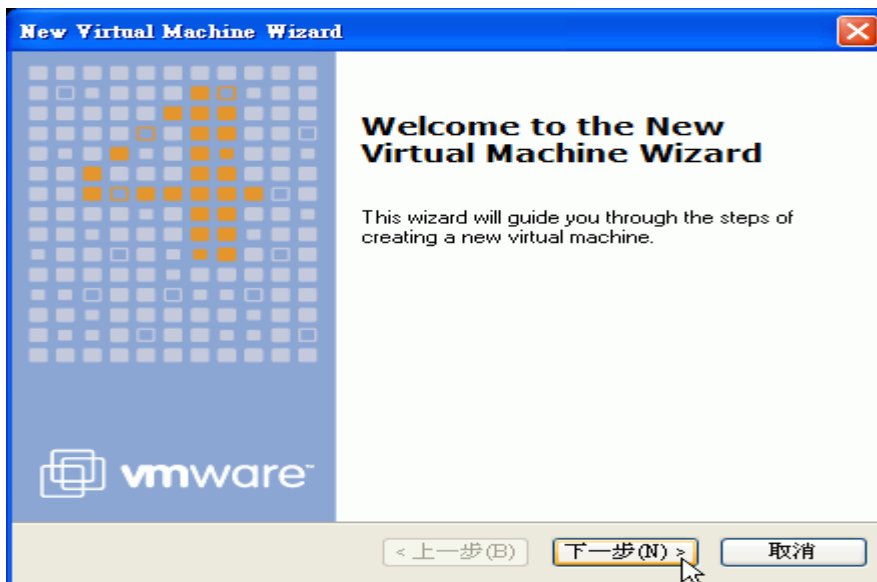 New Virtual Machine Wizard
Welcome to the New
Virtual Machine Wizard
This wizard will guide you through the steps of
creating a new virtual machine.
vmware™
<上一步(B)
下一步(N) >
取消